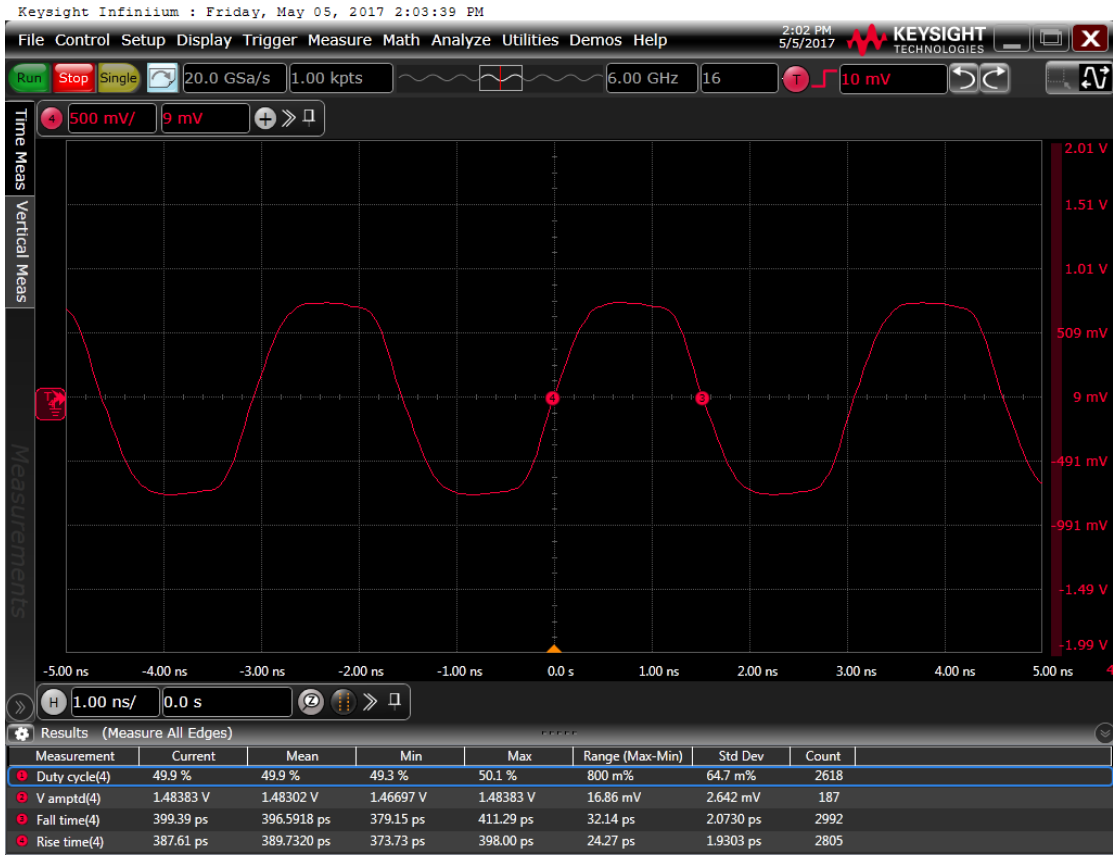 Keysight Infiniium : Friday, May 05, 2017 2:03:39 PM
File Control Setup Display Trigger Measure Math Analyze Utilities Demos Help
2:02 PM
5/5/2017
KEYSIGHT
TECHNOLOGIES
Run Stop Single 20.0 GSa/s 1.00 kpts 6.00 GHz 16 T 10 mV
4 500 mV/ 9 mV
Time Meas
Vertical Meas
Measurements
2.01 V
1.51 V
1.01 V
509 mV
T 4 3 9 mV
-491 mV
-991 mV
-1.49 V
-1.99 V
-5.00 ns -4.00 ns -3.00 ns -2.00 ns -1.00 ns 0.0 s 1.00 ns 2.00 ns 3.00 ns 4.00 ns 5.00 ns
H 1.00 ns/ 0.0 s Z
Results (Measure All Edges)
Measurement Current Mean Min Max Range (Max-Min) Std Dev Count
1 Duty cycle(4) 49.9 % 49.9 % 49.3 % 50.1 % 800 m% 64.7 m% 2618
2 V amptd(4) 1.48383 V 1.48302 V 1.46697 V 1.48383 V 16.86 mV 2.642 mV 187
3 Fall time(4) 399.39 ps 396.5918 ps 379.15 ps 411.29 ps 32.14 ps 2.0730 ps 2992
4 Rise time(4) 387.61 ps 389.7320 ps 373.73 ps 398.00 ps 24.27 ps 1.9303 ps 2805